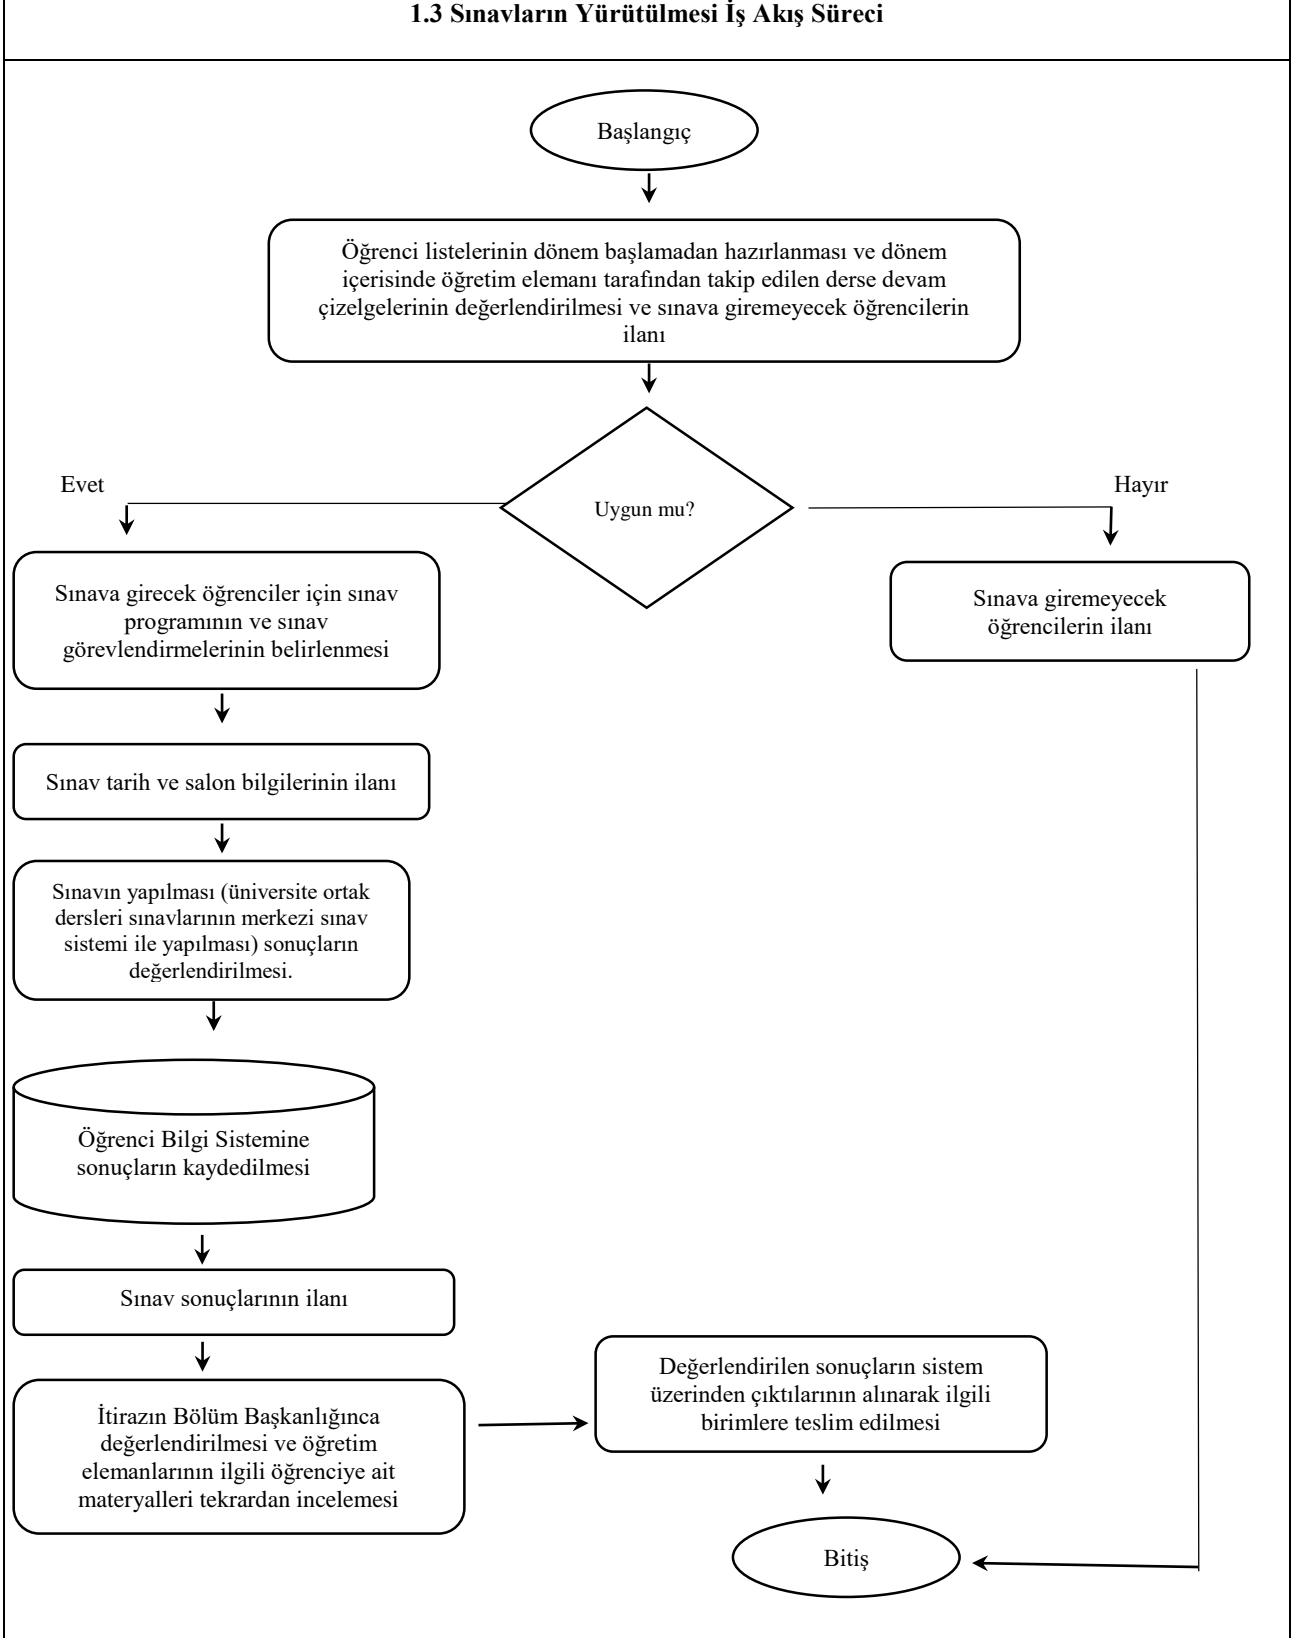 1.3 Sınavların Yürütülmesi İş Akış Süreci
Başlangıç
Öğrenci listelerinin dönem başlamadan hazırlanması ve dönem
içerisinde öğretim elemanı tarafından takip edilen derse devam
çizelgelerinin değerlendirilmesi ve sınava giremeyecek öğrencilerin
ilanı
Uygun mu?
Evet
Hayır
Sınava girecek öğrenciler için sınav
programının ve sınav
görevlendirmelerinin belirlenmesi
Sınava giremeyecek
öğrencilerin ilanı
Sınav tarih ve salon bilgilerinin ilanı
Sınavın yapılması (üniversite ortak
dersleri sınavlarının merkezi sınav
sistemi ile yapılması) sonuçların
değerlendirilmesi.
Öğrenci Bilgi Sistemine
sonuçların kaydedilmesi
Sınav sonuçlarının ilanı
İtirazın Bölüm Başkanlığınca
değerlendirilmesi ve öğretim
elemanlarının ilgili öğrenciye ait
materyalleri tekrardan incelemesi
Değerlendirilen sonuçların sistem
üzerinden çıktılarının alınarak ilgili
birimlere teslim edilmesi
Bitiş